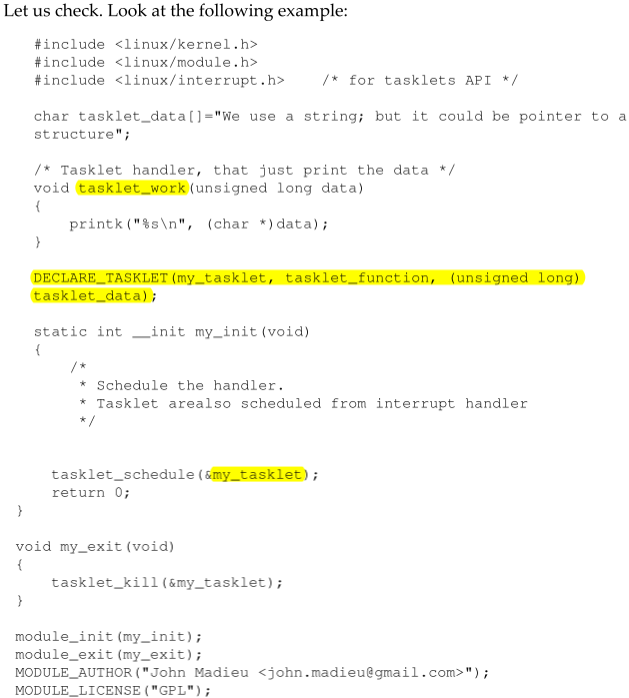 Let us check. Look at the following example:
#include <linux/kernel.h>
#include <linux/module.h>
#include <linux/interrupt.h>    /* for tasklets API */
char tasklet_data[]="We use a string; but it could be pointer to a
structure";
/* Tasklet handler, that just print the data */
void tasklet_work(unsigned long data)
{
    printk("%s\n", (char *)data);
}
DECLARE_TASKLET(my_tasklet, tasklet_function, (unsigned long)
tasklet_data);
static int __init my_init(void)
{
    /*
     * Schedule the handler.
     * Tasklet arealso scheduled from interrupt handler
     */
    tasklet_schedule(&my_tasklet);
    return 0;
}
void my_exit(void)
{
    tasklet_kill(&my_tasklet);
}
module_init(my_init);
module_exit(my_exit);
MODULE_AUTHOR("John Madieu <john.madieu@gmail.com>");
MODULE_LICENSE("GPL");